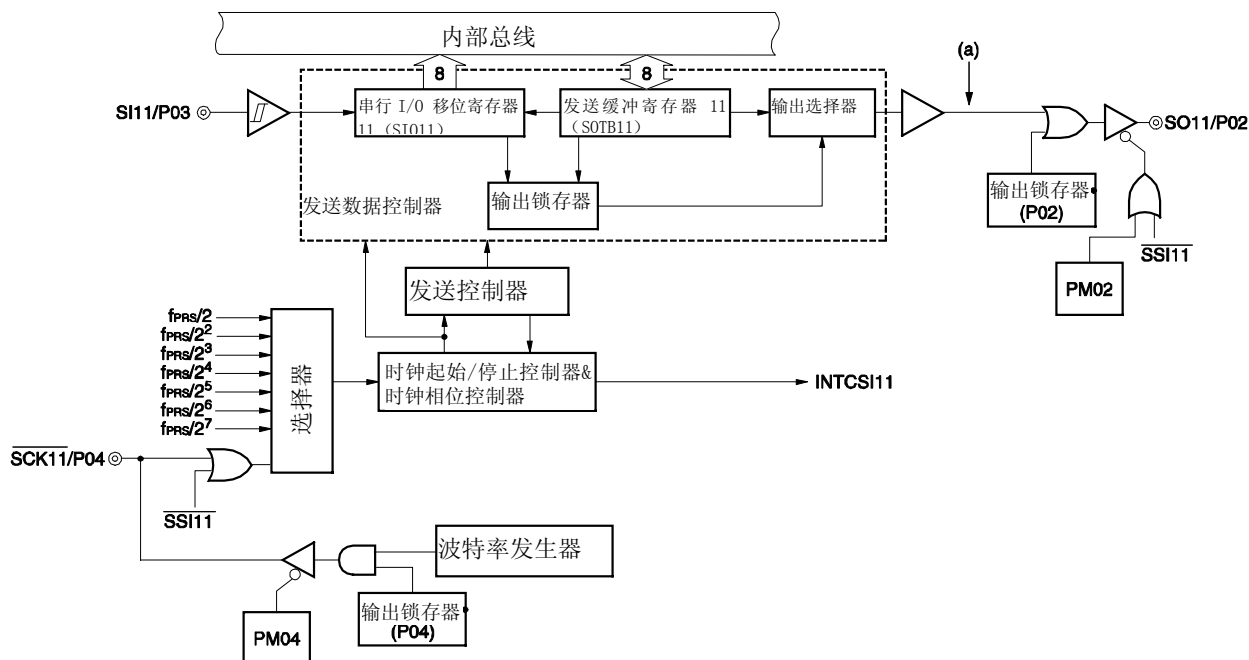 内部总线
8
8
(a)
SI11/P03
串行 I/O 移位寄存器
11（SIO11）
发送缓冲寄存器 11
（SOTB11）
输出选择器
SO11/P02
输出锁存器
(P02)
输出锁存器
发送数据控制器
SSI11
PM02
发送控制器
fPRS/2
fPRS/2²
fPRS/2³
fPRS/2⁴
fPRS/2⁵
fPRS/2⁶
fPRS/2⁷
选择器
时钟起始/停止控制器&
时钟相位控制器
INTCSI11
SCK11/P04
SSI11
波特率发生器
输出锁存器
(P04)
PM04